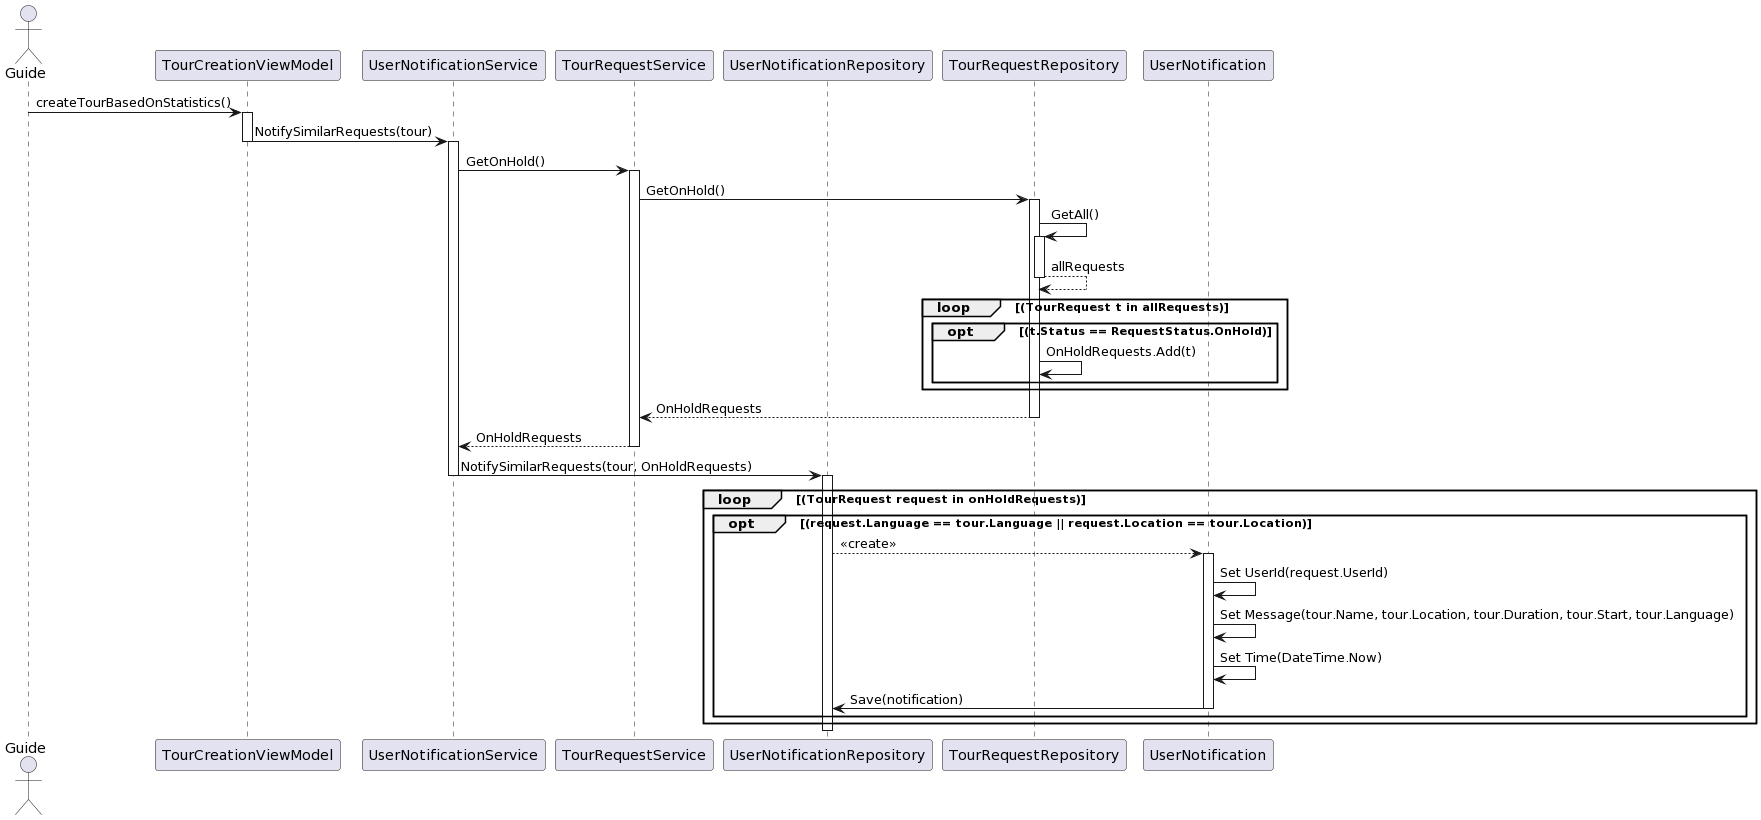 Guide
TourCreationViewModel
UserNotificationService
TourRequestService
UserNotificationRepository
TourRequestRepository
UserNotification
createTourBasedOnStatistics()
NotifySimilarRequests(tour)
GetOnHold()
GetOnHold()
GetAll()
allRequests
loop [(TourRequest t in allRequests)]
opt [(t.Status == RequestStatus.OnHold)]
OnHoldRequests.Add(t)
OnHoldRequests
OnHoldRequests
NotifySimilarRequests(tour, OnHoldRequests)
loop [(TourRequest request in onHoldRequests)]
opt [(request.Language == tour.Language || request.Location == tour.Location)]
«create»
Set UserId(request.UserId)
Set Message(tour.Name, tour.Location, tour.Duration, tour.Start, tour.Language)
Set Time(DateTime.Now)
Save(notification)
Guide
TourCreationViewModel
UserNotificationService
TourRequestService
UserNotificationRepository
TourRequestRepository
UserNotification